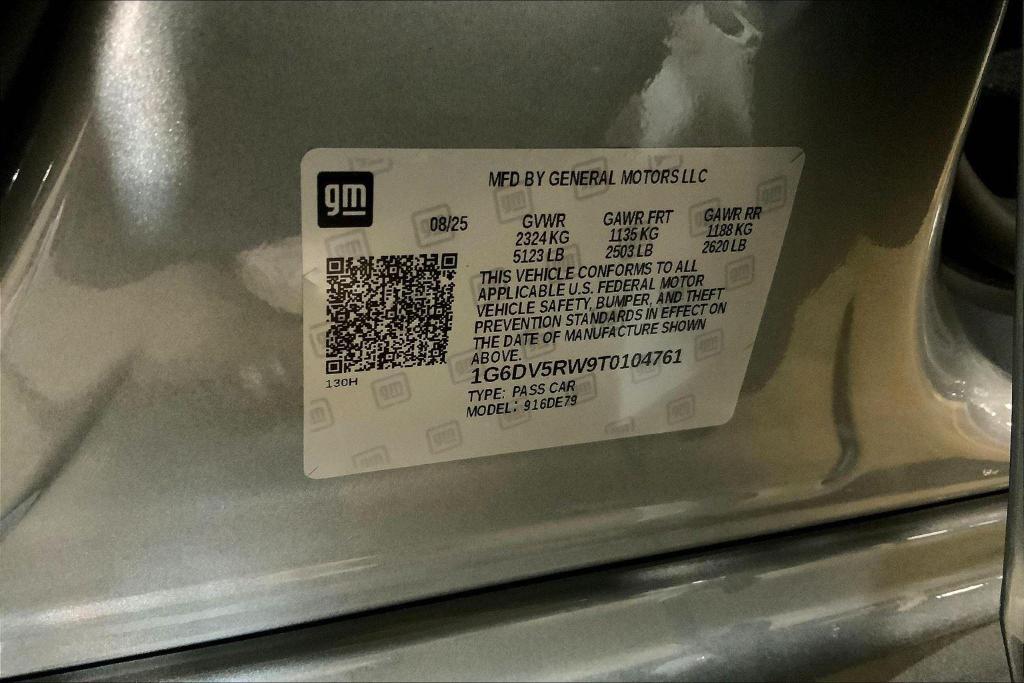 gm
MFD BY GENERAL MOTORS LLC
08/25
GVWR
2324 KG
5123 LB
GAWR FRT
1135 KG
2503 LB
GAWR RR
1188 KG
2620 LB
THIS VEHICLE CONFORMS TO ALL
APPLICABLE U.S. FEDERAL MOTOR
VEHICLE SAFETY, BUMPER, AND THEFT
PREVENTION STANDARDS IN EFFECT ON
THE DATE OF MANUFACTURE SHOWN
ABOVE.
1G6DV5RW9T0104761
TYPE: PASS CAR
MODEL: 916DE79
130H